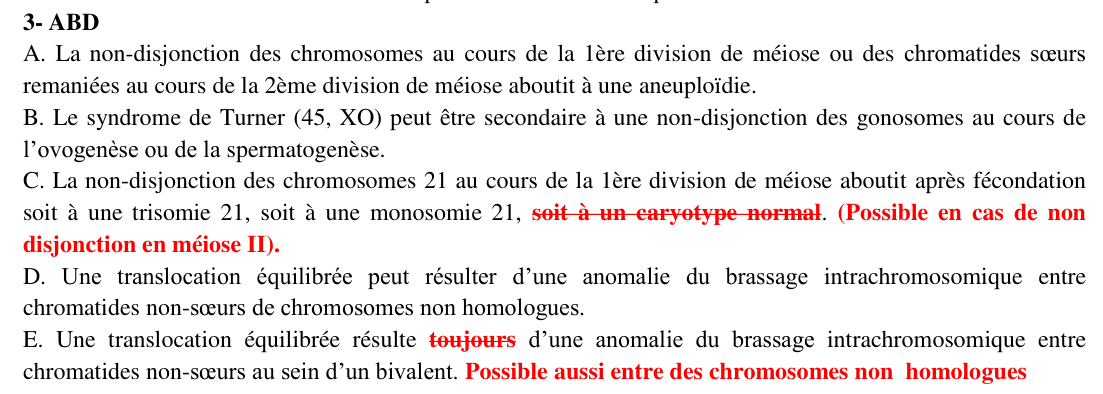 3- ABD
A. La non-disjonction des chromosomes au cours de la 1ère division de méiose ou des chromatides sœurs
remaniées au cours de la 2ème division de méiose aboutit à une aneuploïdie.
B. Le syndrome de Turner (45, XO) peut être secondaire à une non-disjonction des gonosomes au cours de
l'ovogenèse ou de la spermatogenèse.
C. La non-disjonction des chromosomes 21 au cours de la 1ère division de méiose aboutit après fécondation
soit à une trisomie 21, soit à une monosomie 21, soit à un caryotype normal. (Possible en cas de non
disjonction en méiose II).
D. Une translocation équilibrée peut résulter d'une anomalie du brassage intrachromosomique entre
chromatides non-sœurs de chromosomes non homologues.
E. Une translocation équilibrée résulte toujours d'une anomalie du brassage intrachromosomique entre
chromatides non-sœurs au sein d'un bivalent. Possible aussi entre des chromosomes non homologues